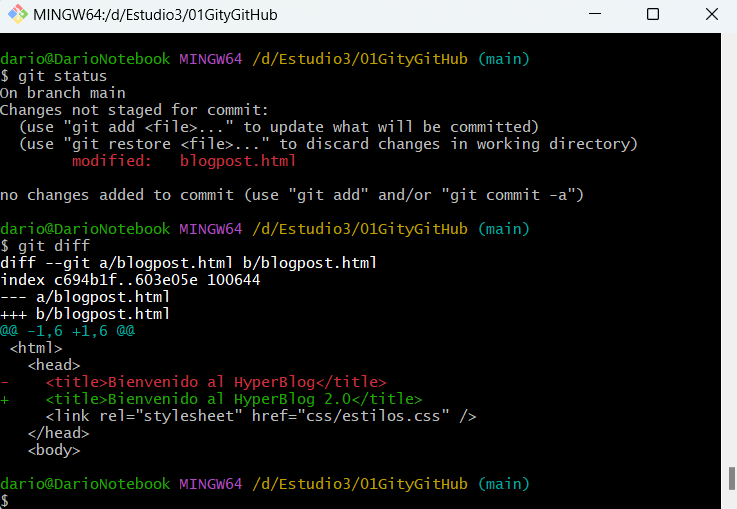 MINGW64:/d/Estudio3/01GityGitHub
dario@DarioNotebook MINGW64 /d/Estudio3/01GityGitHub (main)
$ git status
On branch main
Changes not staged for commit:
  (use "git add <file>..." to update what will be committed)
  (use "git restore <file>..." to discard changes in working directory)
        modified:   blogpost.html
no changes added to commit (use "git add" and/or "git commit -a")
dario@DarioNotebook MINGW64 /d/Estudio3/01GityGitHub (main)
$ git diff
diff --git a/blogpost.html b/blogpost.html
index c694b1f..603e05e 100644
--- a/blogpost.html
+++ b/blogpost.html
@@ -1,6 +1,6 @@
 <html>
   <head>
-    <title>Bienvenido al HyperBlog</title>
+    <title>Bienvenido al HyperBlog 2.0</title>
     <link rel="stylesheet" href="css/estilos.css" />
   </head>
   <body>
dario@DarioNotebook MINGW64 /d/Estudio3/01GityGitHub (main)
$